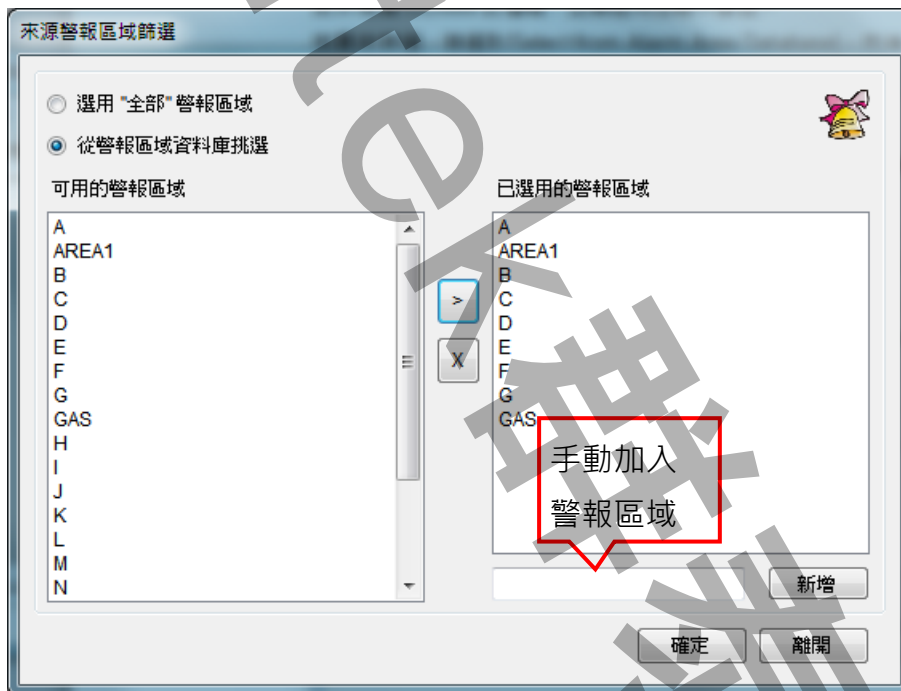 來源警報區域篩選
選用 "全部" 警報區域
從警報區域資料庫挑選
可用的警報區域
A
AREA1
B
C
D
E
F
G
GAS
H
I
J
K
L
M
N
>
X
已選用的警報區域
A
AREA1
B
C
D
E
F
G
GAS
手動加入
警報區域
新增
確定
離開